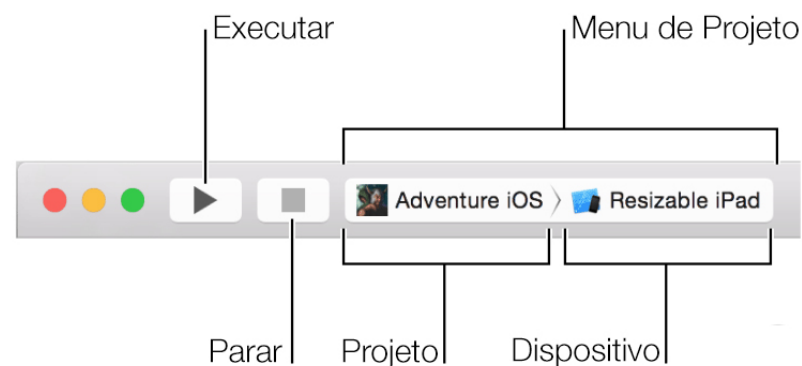 Executar
Menu de Projeto
Adventure iOS
Resizable iPad
Parar
Projeto
Dispositivo